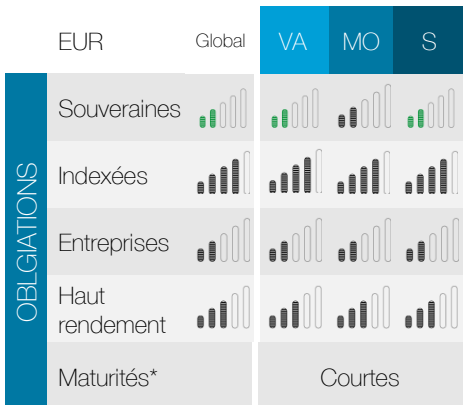 EUR Global VA MO S
OBLGIATIONS
Souveraines
Indexées
Entreprises
Haut
rendement
Maturités* Courtes